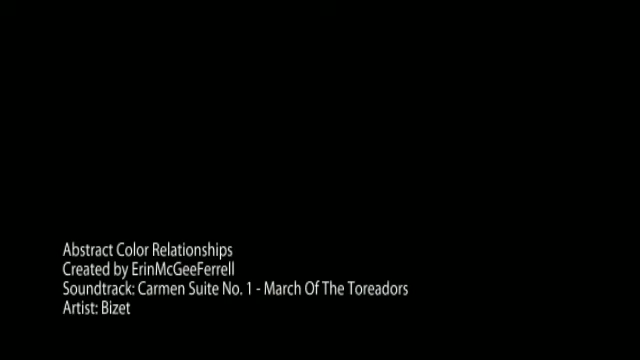 Abstract Color Relationships
Created by ErinMcGeeFerrell
Soundtrack: Carmen Suite No. 1 - March Of The Toreadors
Artist: Bizet